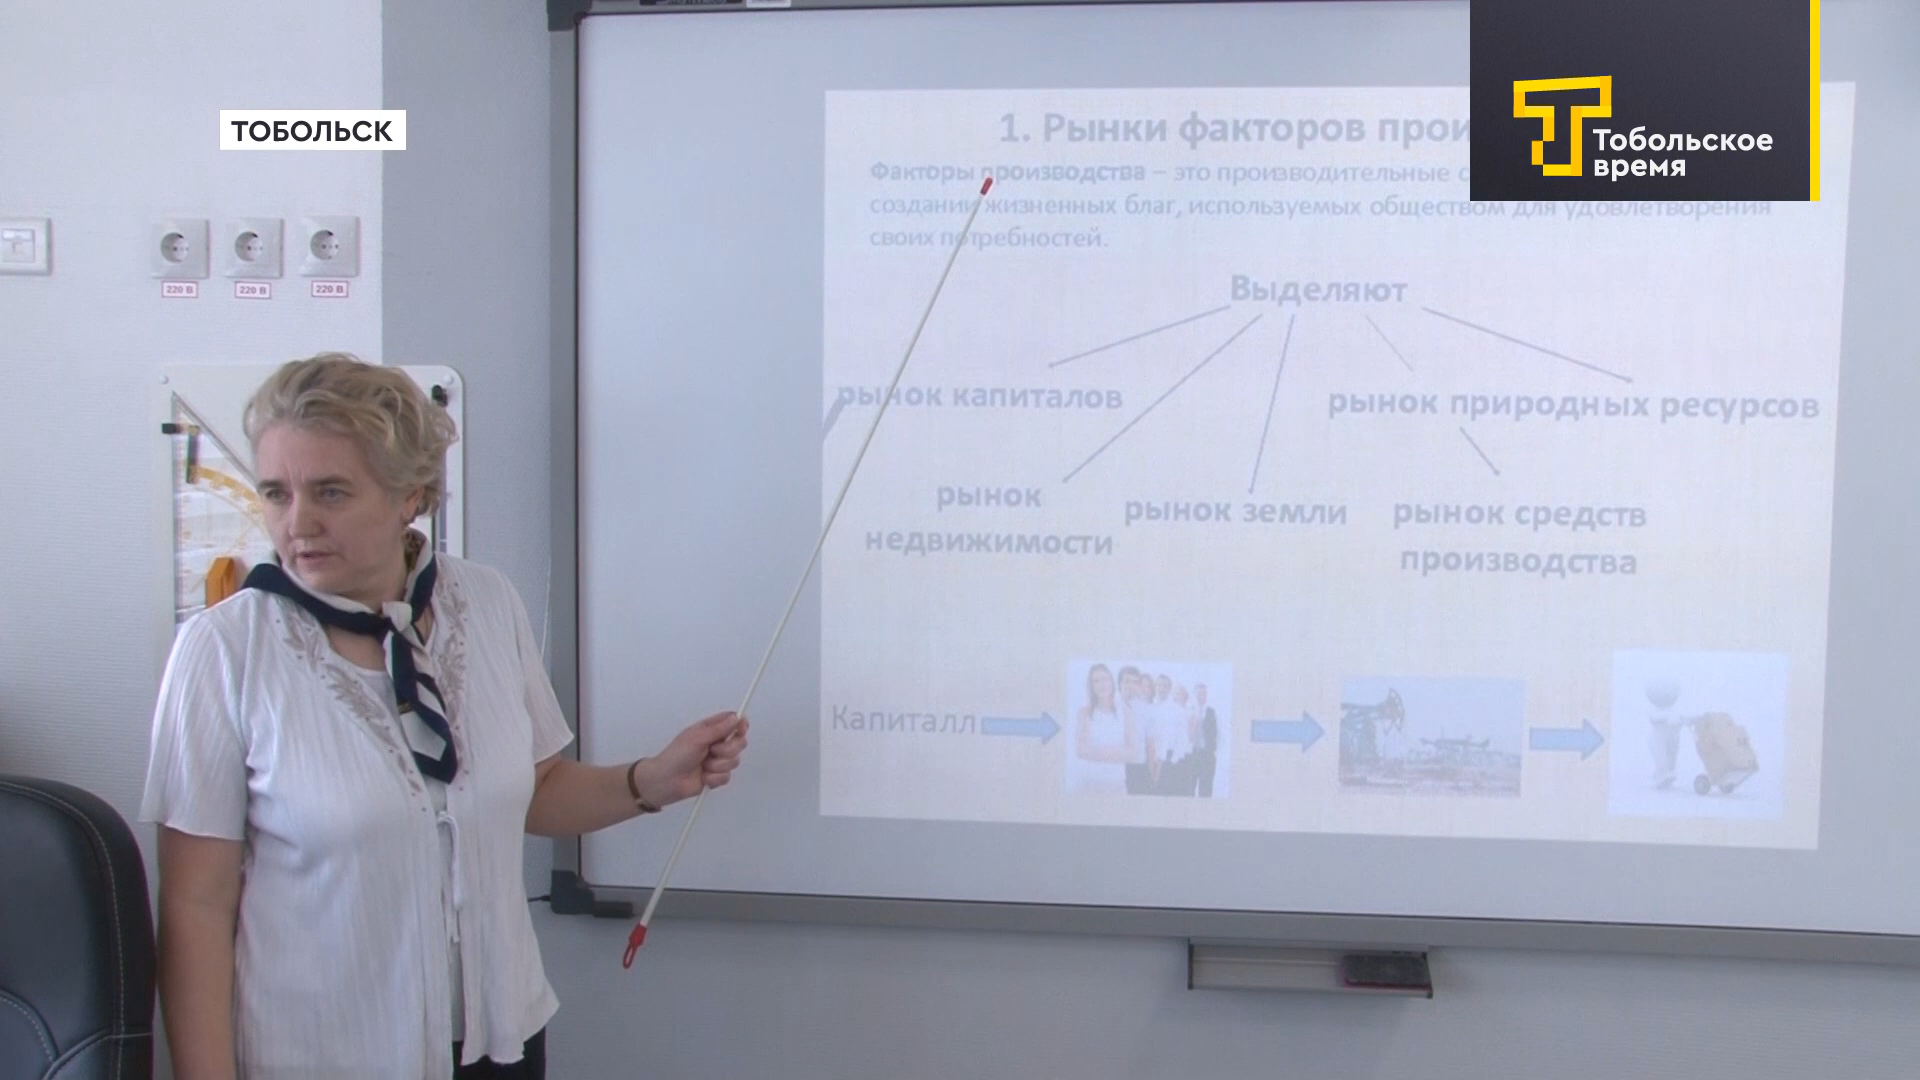 ТОБОЛЬСК
Тобольское
время
220 В
220 В
220 В
1. Рынки факторов
Факторы производства – это производительные
создании жизненных благ, используемых обществом для удовлетворения
своих потребностей.
Выделяют
рынок капиталов
рынок природных ресурсов
рынок
недвижимости
рынок земли
рынок средств
производства
Капиталл